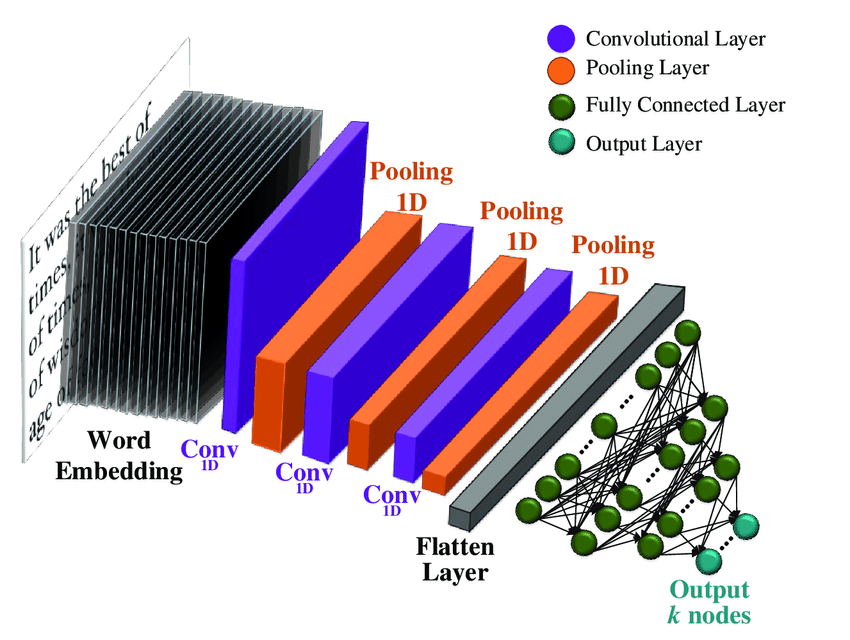 Convolutional Layer
Pooling Layer
Fully Connected Layer
Output Layer
It was the best of
times,
of time
of wisd
age of
Word
Embedding
Conv
1D
Pooling
1D
Conv
1D
Pooling
1D
Conv
1D
Pooling
1D
Flatten
Layer
Output
k nodes